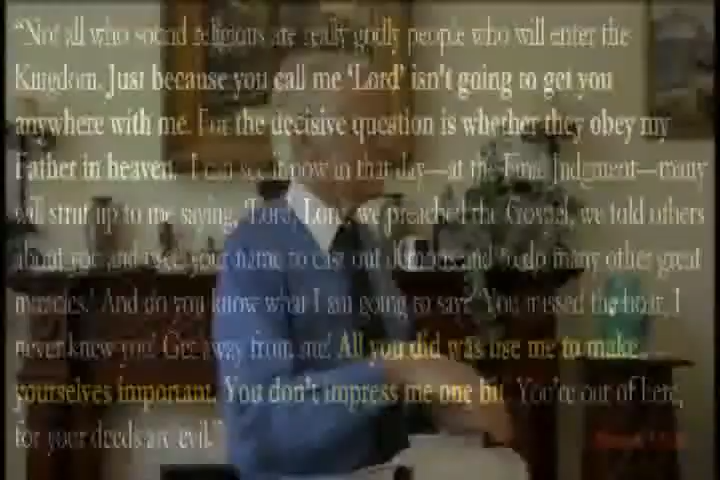 "Not all who sound religious are really godly people who will enter the
Kingdom. Just because you call me 'Lord' isn't going to get you
anywhere with me. For the decisive question is whether they obey my
Father in heaven. I can see it now in that day—at the Final Judgment—many
will strut up to me saying, 'Lord, Lord, we preached the Gospel, we told others
about you and used your name to cast out demons and to do many other great
miracles.' And do you know what I am going to say? 'You missed the boat, I
never knew you! Get away from me! All you did was use me to make
yourselves important. You don't impress me one bit. You're out of here,
for your deeds are evil.'"